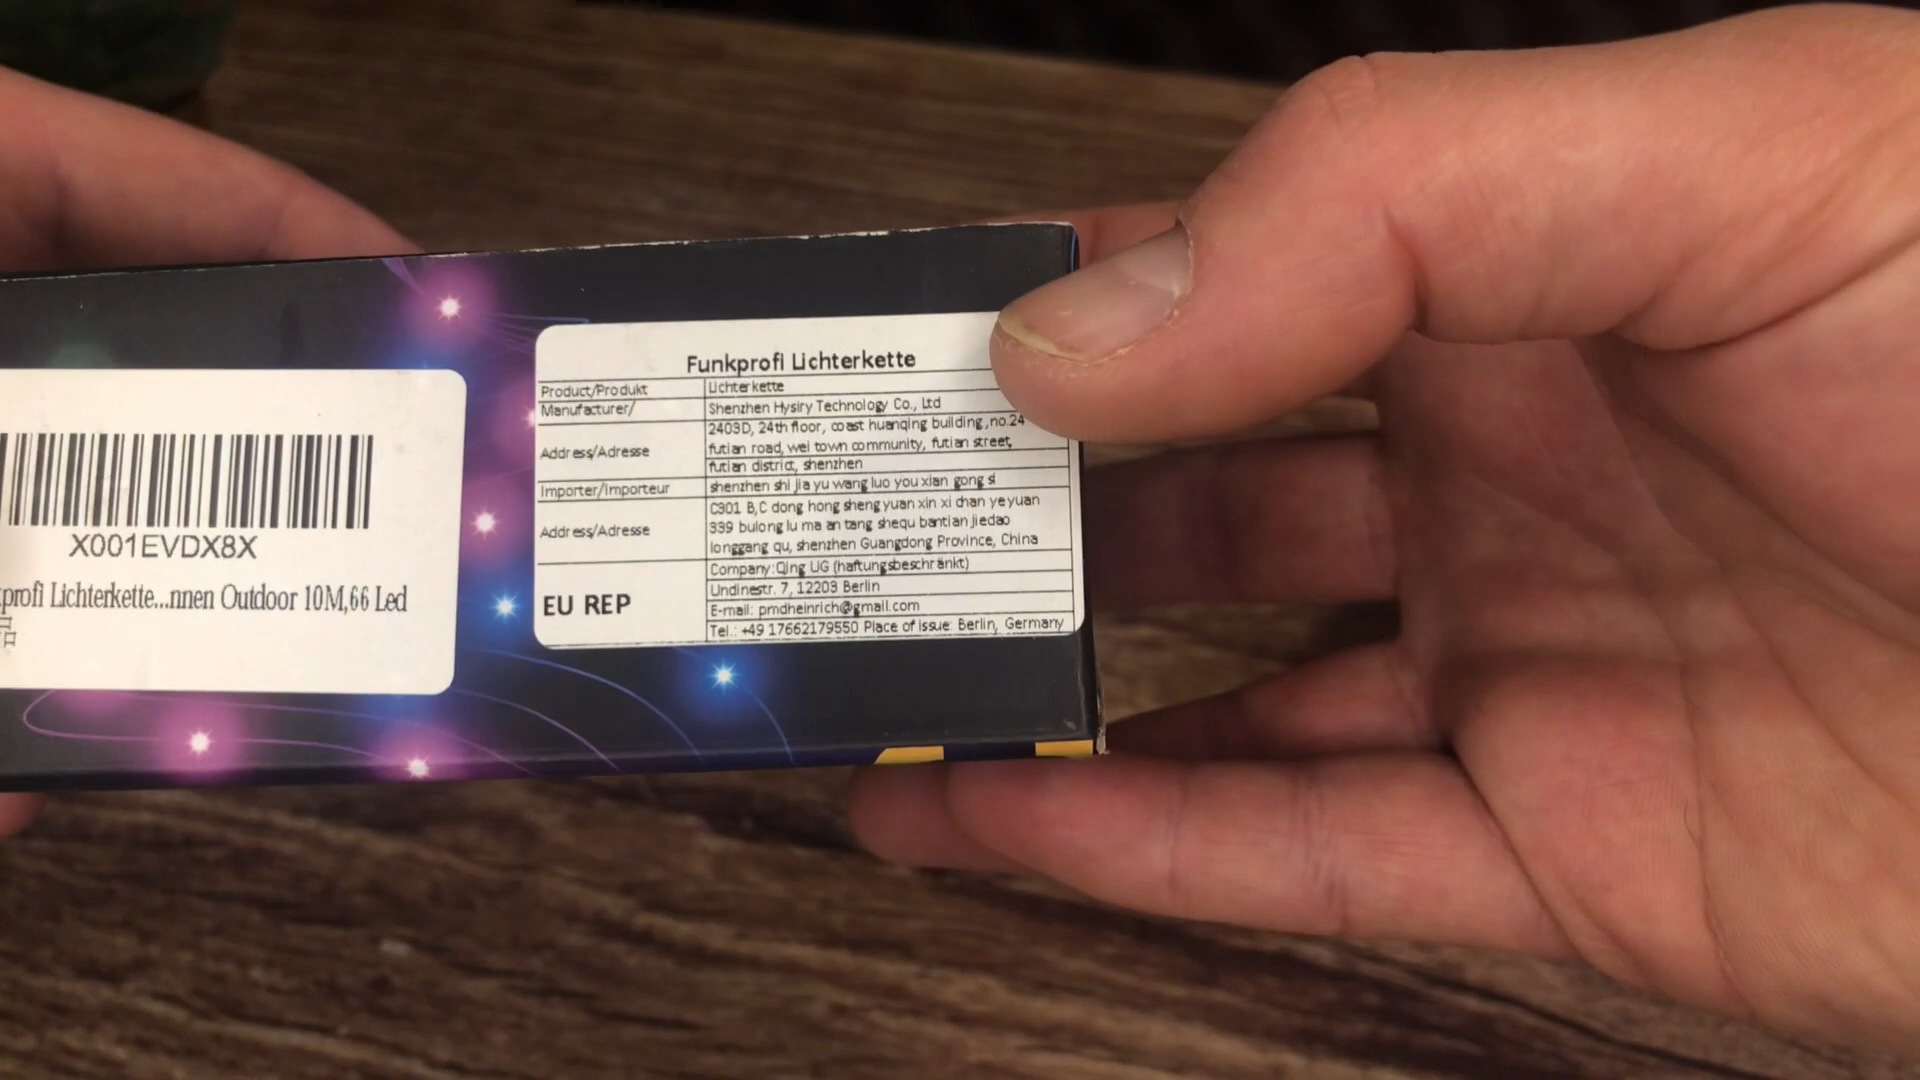 X001EVDX8X
profi Lichterkette...nnen Outdoor 10M,66 Led
Funkprofi Lichterkette
Product/Produkt Lichterkette
Manufacturer/ Shenzhen Hysiry Technology Co., Ltd
Address/Adresse
2403D, 24th floor, coast huanqing building ,no.24
futian road, wei town community, futian street,
futian district, shenzhen
Importer/Importeur shenzhen shi jia yu wang luo you xian gong si
Address/Adresse
C301 B,C dong hong sheng yuan xin xi chan ye yuan
339 bulong lu ma an tang shequ bantian jiedao
longgang qu, shenzhen Guangdong Province, China
EU REP
Company:Qing UG (haftungsbeschränkt)
Undinestr. 7, 12203 Berlin
E-mail: pmdheinrich@gmail.com
Tel.: +49 17662179550 Place of issue: Berlin, Germany